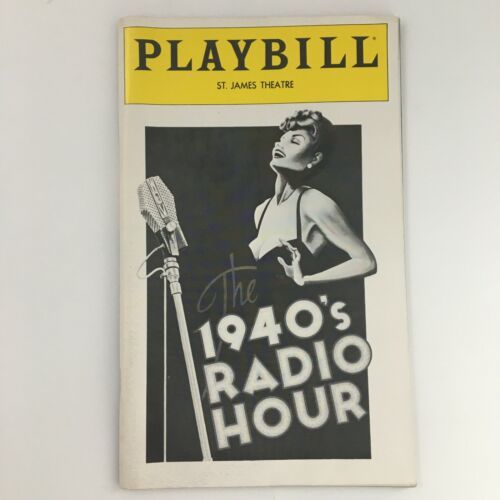 PLAYBILL®
ST. JAMES THEATRE
The
1940's
RADIO
HOUR